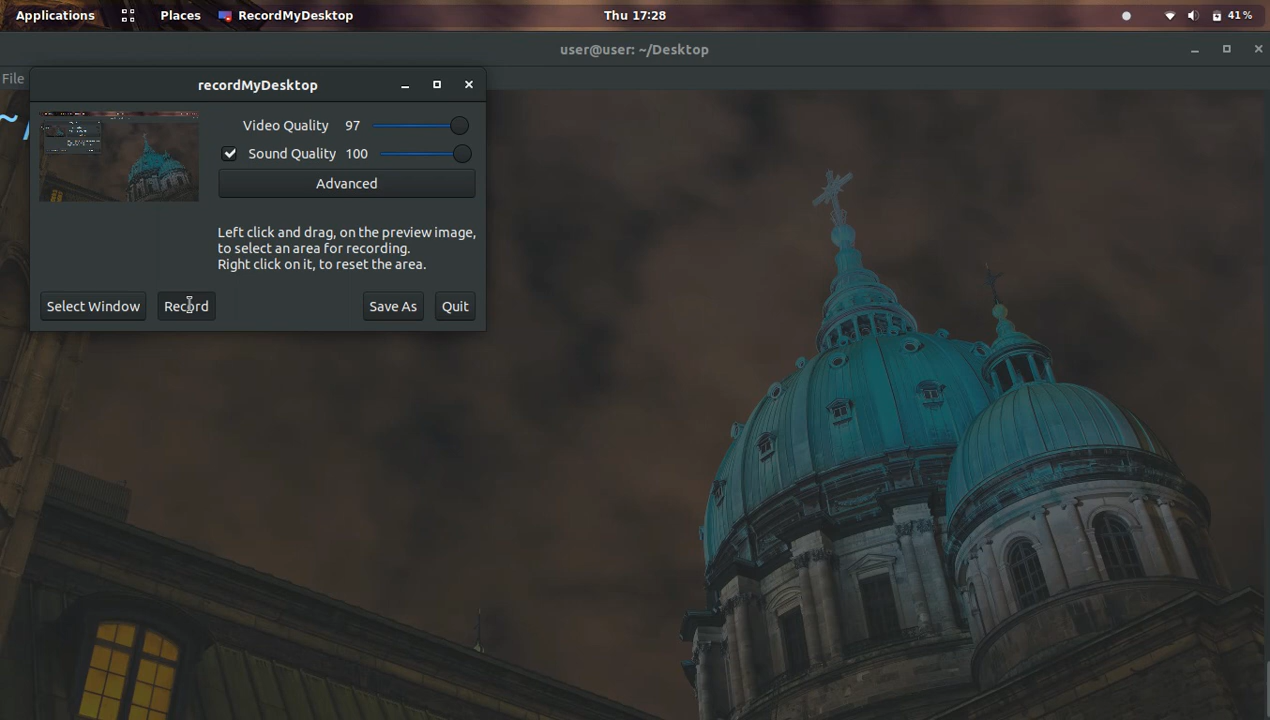 Applications Places RecordMyDesktop Thu 17:28 41%
user@user: ~/Desktop
File
~/
recordMyDesktop
Video Quality 97
Sound Quality 100
Advanced
Left click and drag, on the preview image,
to select an area for recording.
Right click on it, to reset the area.
Select Window Record Save As Quit